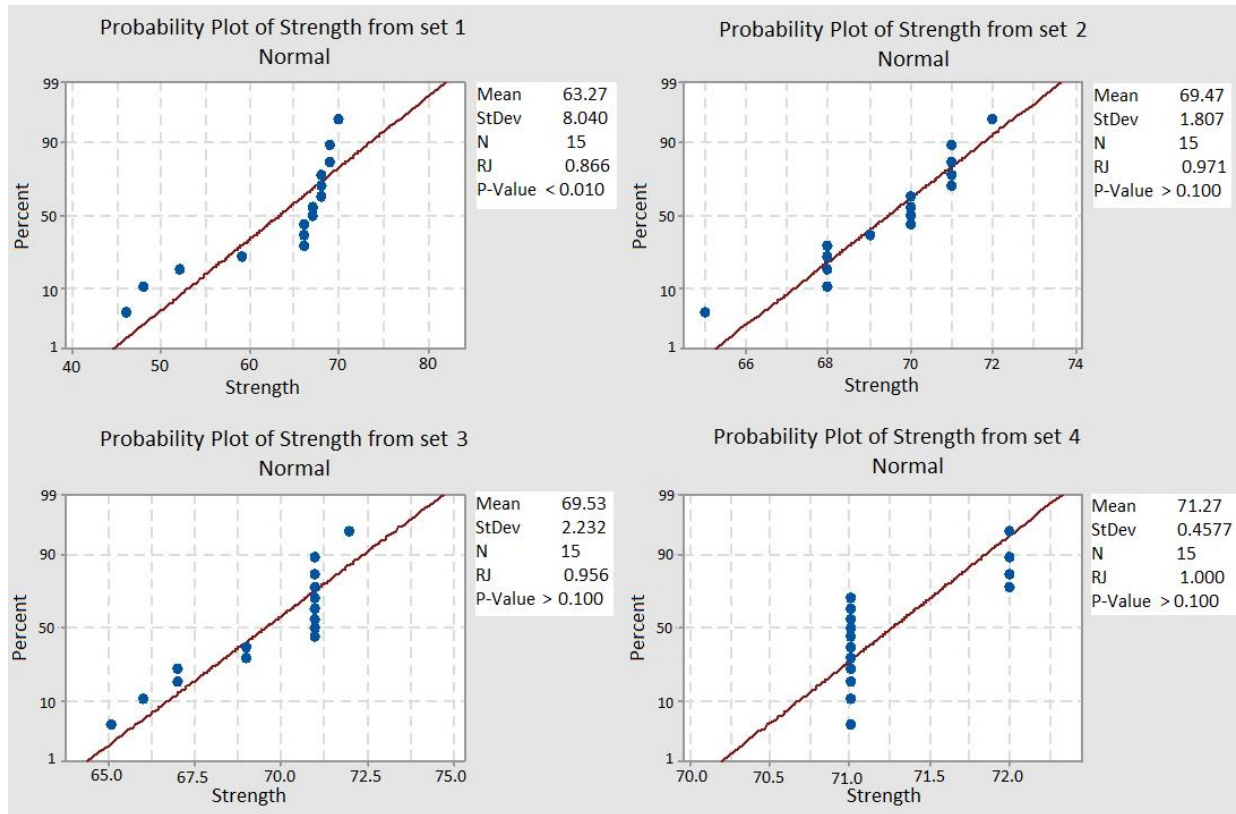 Probability Plot of Strength from set 1
Normal
99
90
50
10
1
Percent
40 50 60 70 80
Strength
Mean 63.27
StDev 8.040
N 15
RJ 0.866
P-Value < 0.010
Probability Plot of Strength from set 2
Normal
99
90
50
10
1
Percent
66 68 70 72 74
Strength
Mean 69.47
StDev 1.807
N 15
RJ 0.971
P-Value > 0.100
Probability Plot of Strength from set 3
Normal
99
90
50
10
1
Percent
65.0 67.5 70.0 72.5 75.0
Strength
Mean 69.53
StDev 2.232
N 15
RJ 0.956
P-Value > 0.100
Probability Plot of Strength from set 4
Normal
99
90
50
10
1
Percent
70.0 70.5 71.0 71.5 72.0
Strength
Mean 71.27
StDev 0.4577
N 15
RJ 1.000
P-Value > 0.100